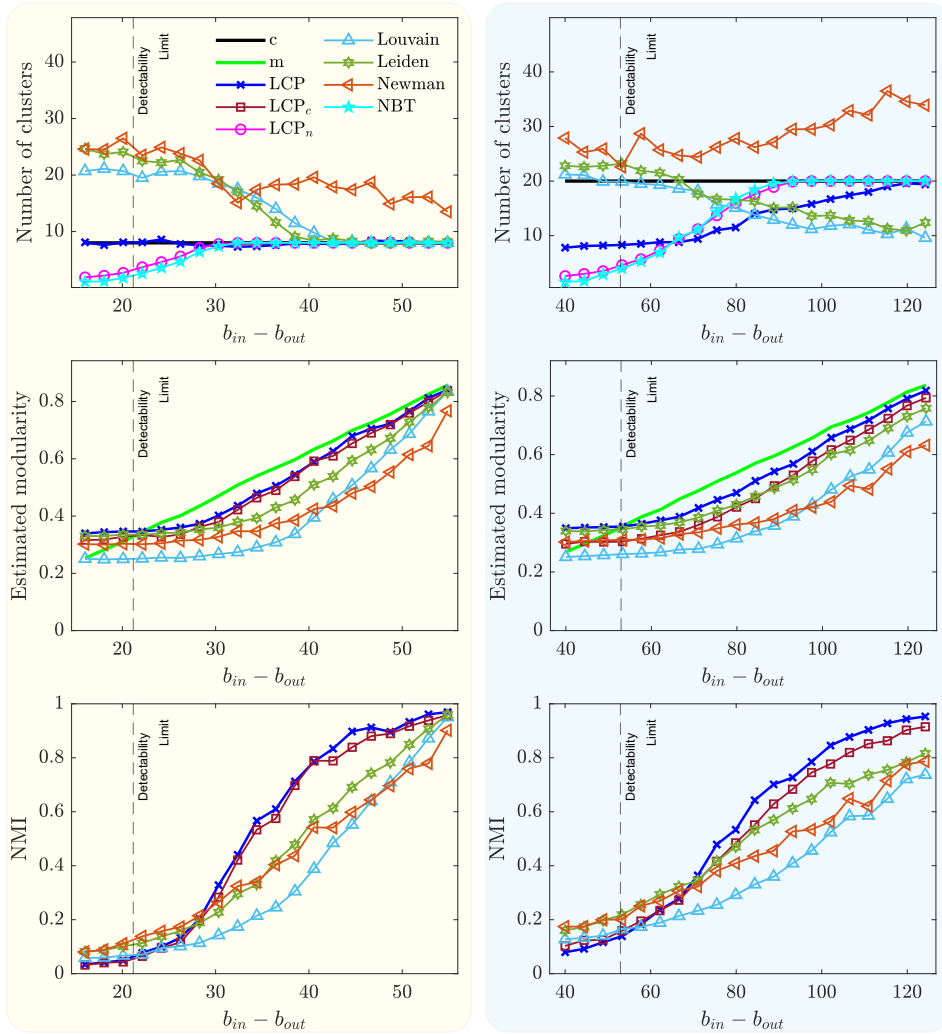 Number of clusters
40
30
20
10
Detectability
Limit
c
m
LCP
LCP_c
LCP_n
Louvain
Leiden
Newman
NBT
20 30 40 50
b_in − b_out
Number of clusters
40
30
20
10
Detectability
Limit
40 60 80 100 120
b_in − b_out
Estimated modularity
0.8
0.6
0.4
0.2
0
Detectability
Limit
20 30 40 50
b_in − b_out
Estimated modularity
0.8
0.6
0.4
0.2
0
Detectability
Limit
40 60 80 100 120
b_in − b_out
NMI
1
0.8
0.6
0.4
0.2
0
Detectability
Limit
20 30 40 50
b_in − b_out
NMI
1
0.8
0.6
0.4
0.2
0
Detectability
Limit
40 60 80 100 120
b_in − b_out